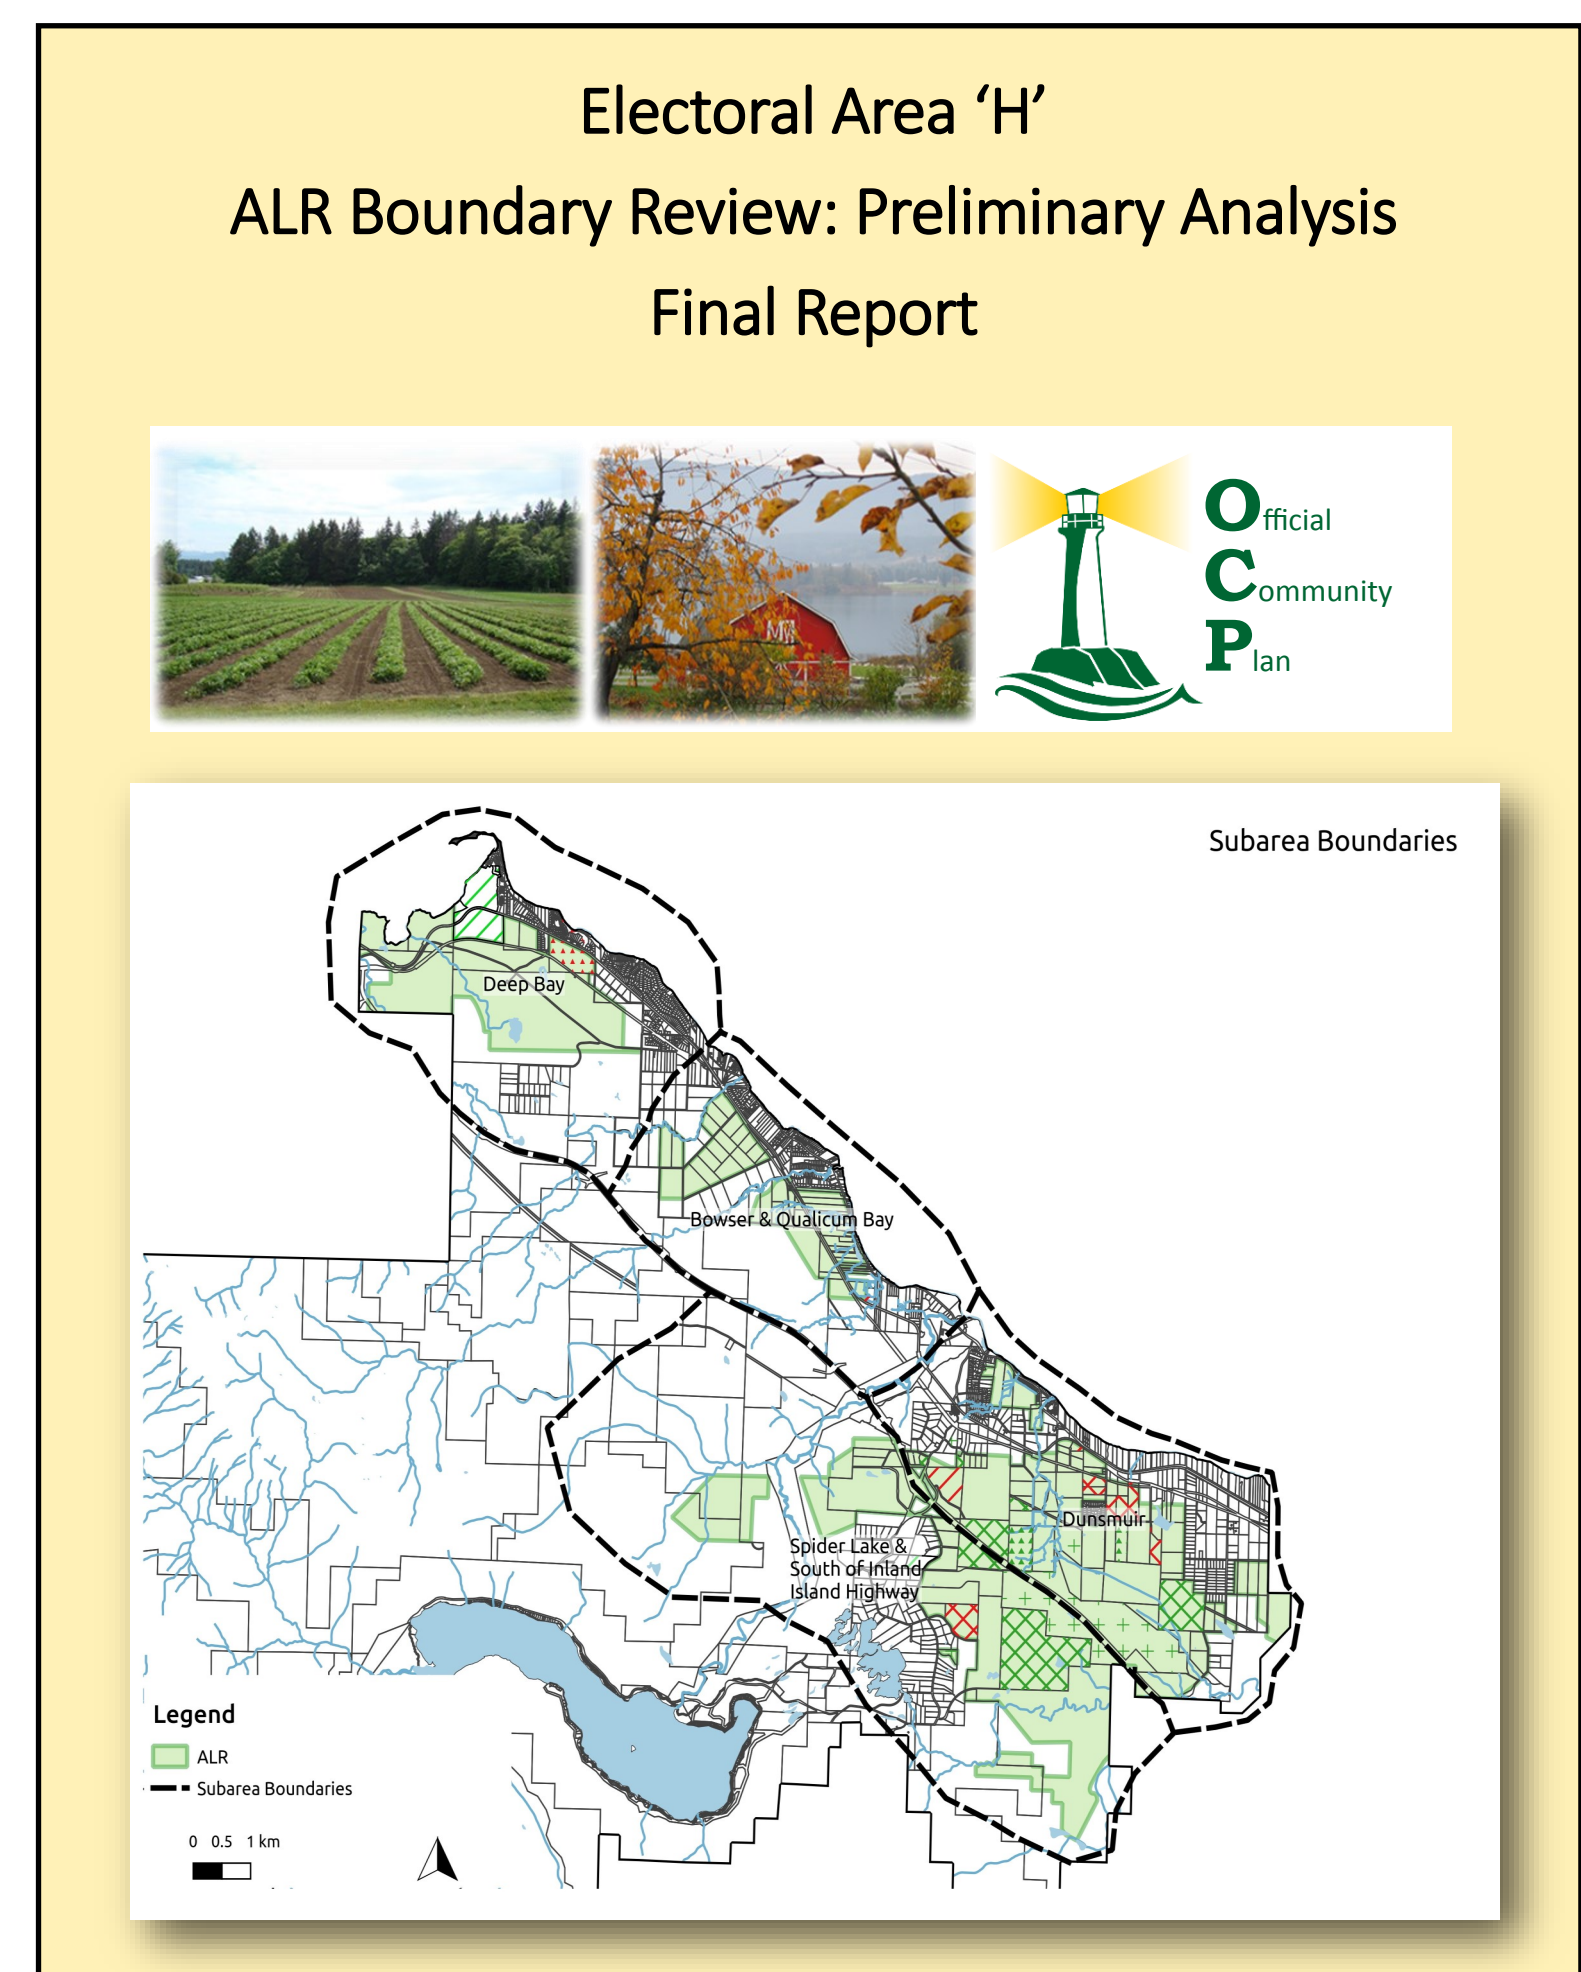 Electoral Area ‘H’
ALR Boundary Review: Preliminary Analysis
Final Report
Official
Community
Plan
Subarea Boundaries
Deep Bay
Bowser & Qualicum Bay
Dunsmuir
Spider Lake &
South of Inland
Island Highway
Legend
ALR
Subarea Boundaries
0 0.5 1 km